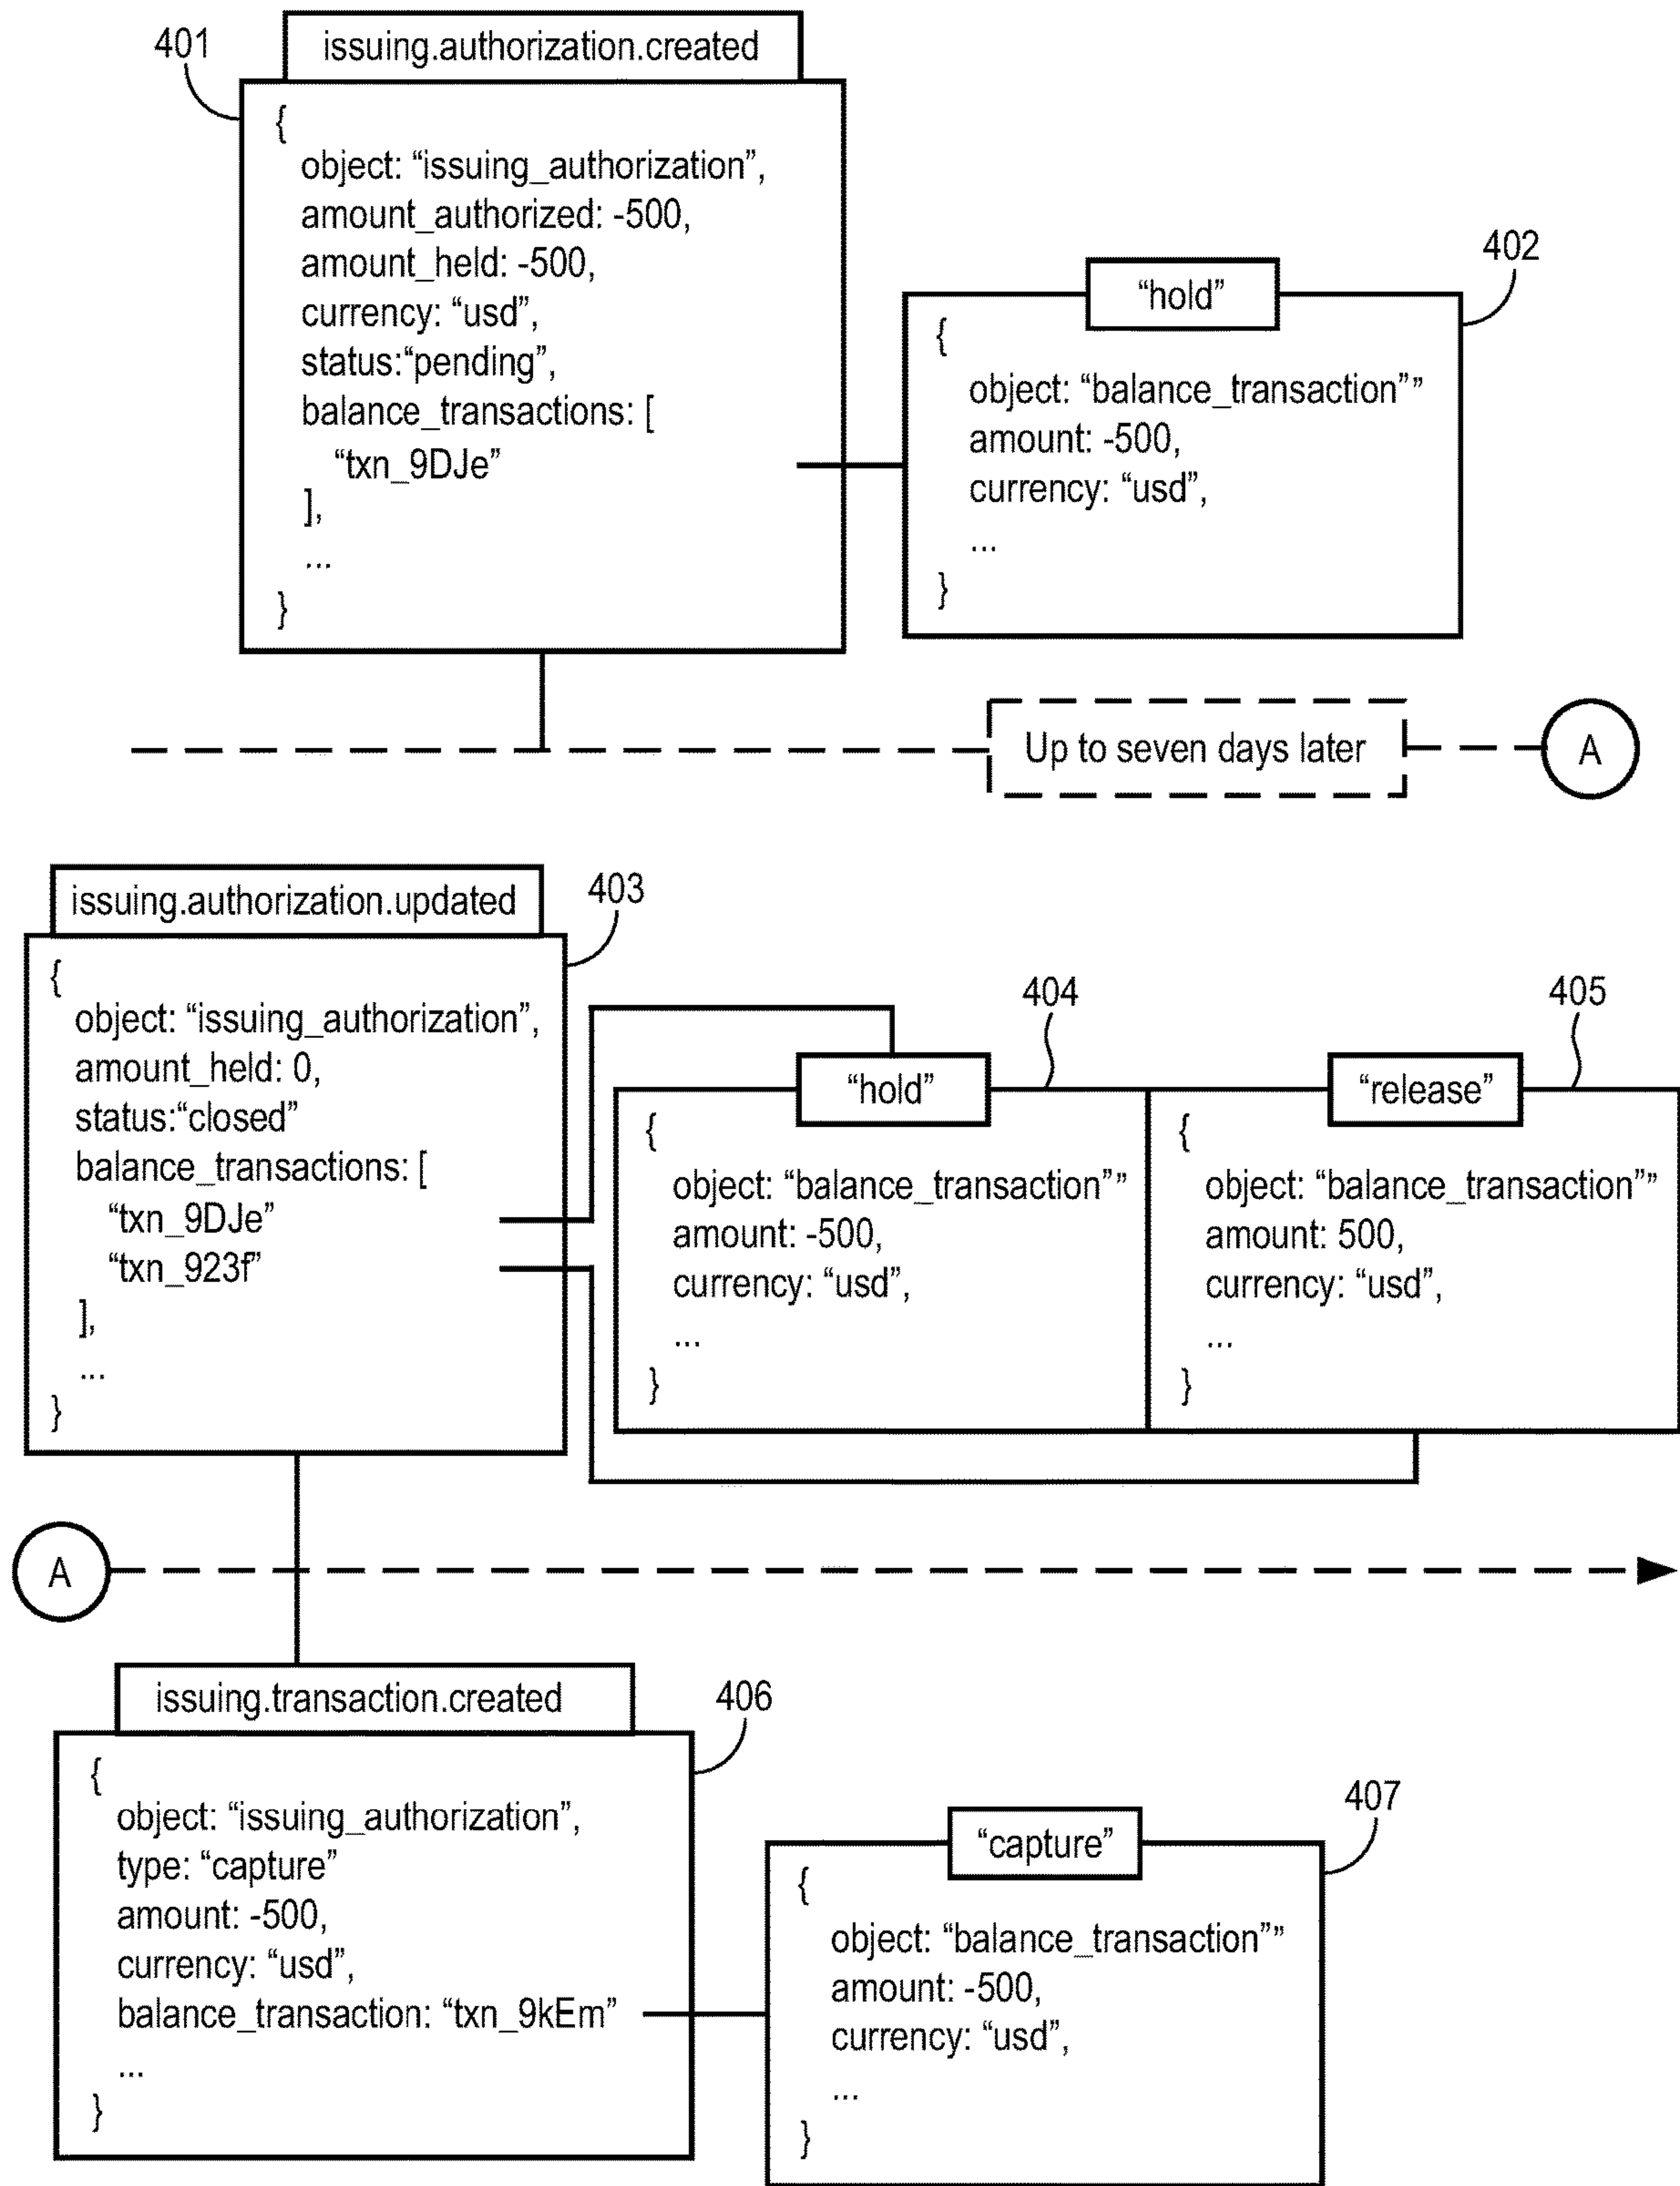 401
issuing.authorization.created
{
object: “issuing_authorization”,
amount_authorized: -500,
amount_held: -500,
currency: “usd”,
status:“pending”,
balance_transactions: [
“txn_9DJe”
],
...
}
402
“hold”
{
object: “balance_transaction””
amount: -500,
currency: “usd”,
...
}
Up to seven days later
A
issuing.authorization.updated
403
{
object: “issuing_authorization”,
amount_held: 0,
status:“closed”
balance_transactions: [
“txn_9DJe”
“txn_923f”
],
...
}
404
“hold”
{
object: “balance_transaction””
amount: -500,
currency: “usd”,
...
}
405
“release”
{
object: “balance_transaction””
amount: 500,
currency: “usd”,
...
}
A
issuing.transaction.created
406
{
object: “issuing_authorization”,
type: “capture”
amount: -500,
currency: “usd”,
balance_transaction: “txn_9kEm”
...
}
407
“capture”
{
object: “balance_transaction””
amount: -500,
currency: “usd”,
...
}